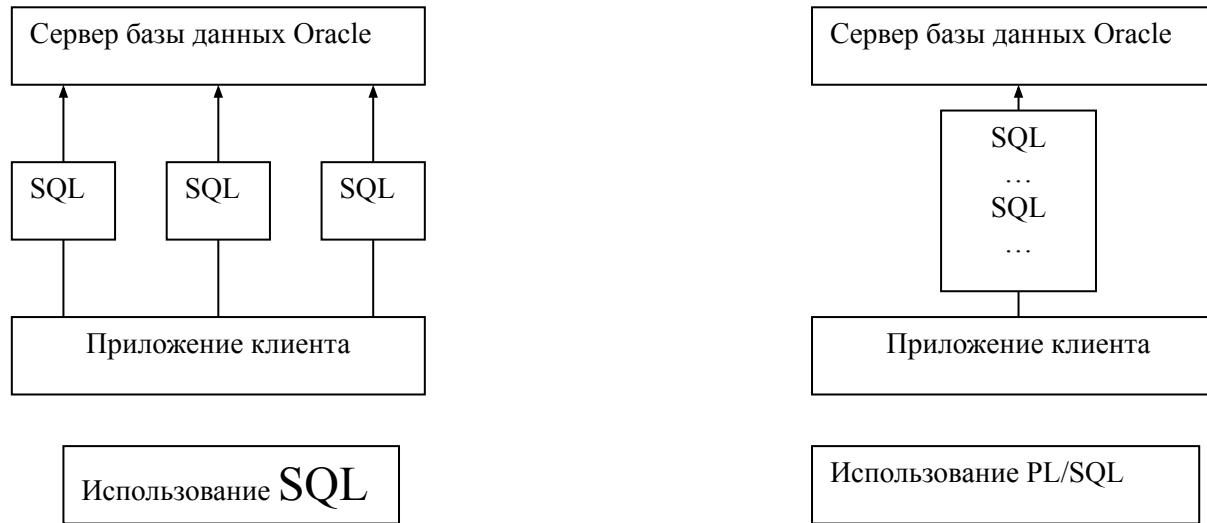 Сервер базы данных Oracle
SQL
SQL
SQL
Приложение клиента
Использование SQL
Сервер базы данных Oracle
SQL
…
SQL
…
Приложение клиента
Использование PL/SQL